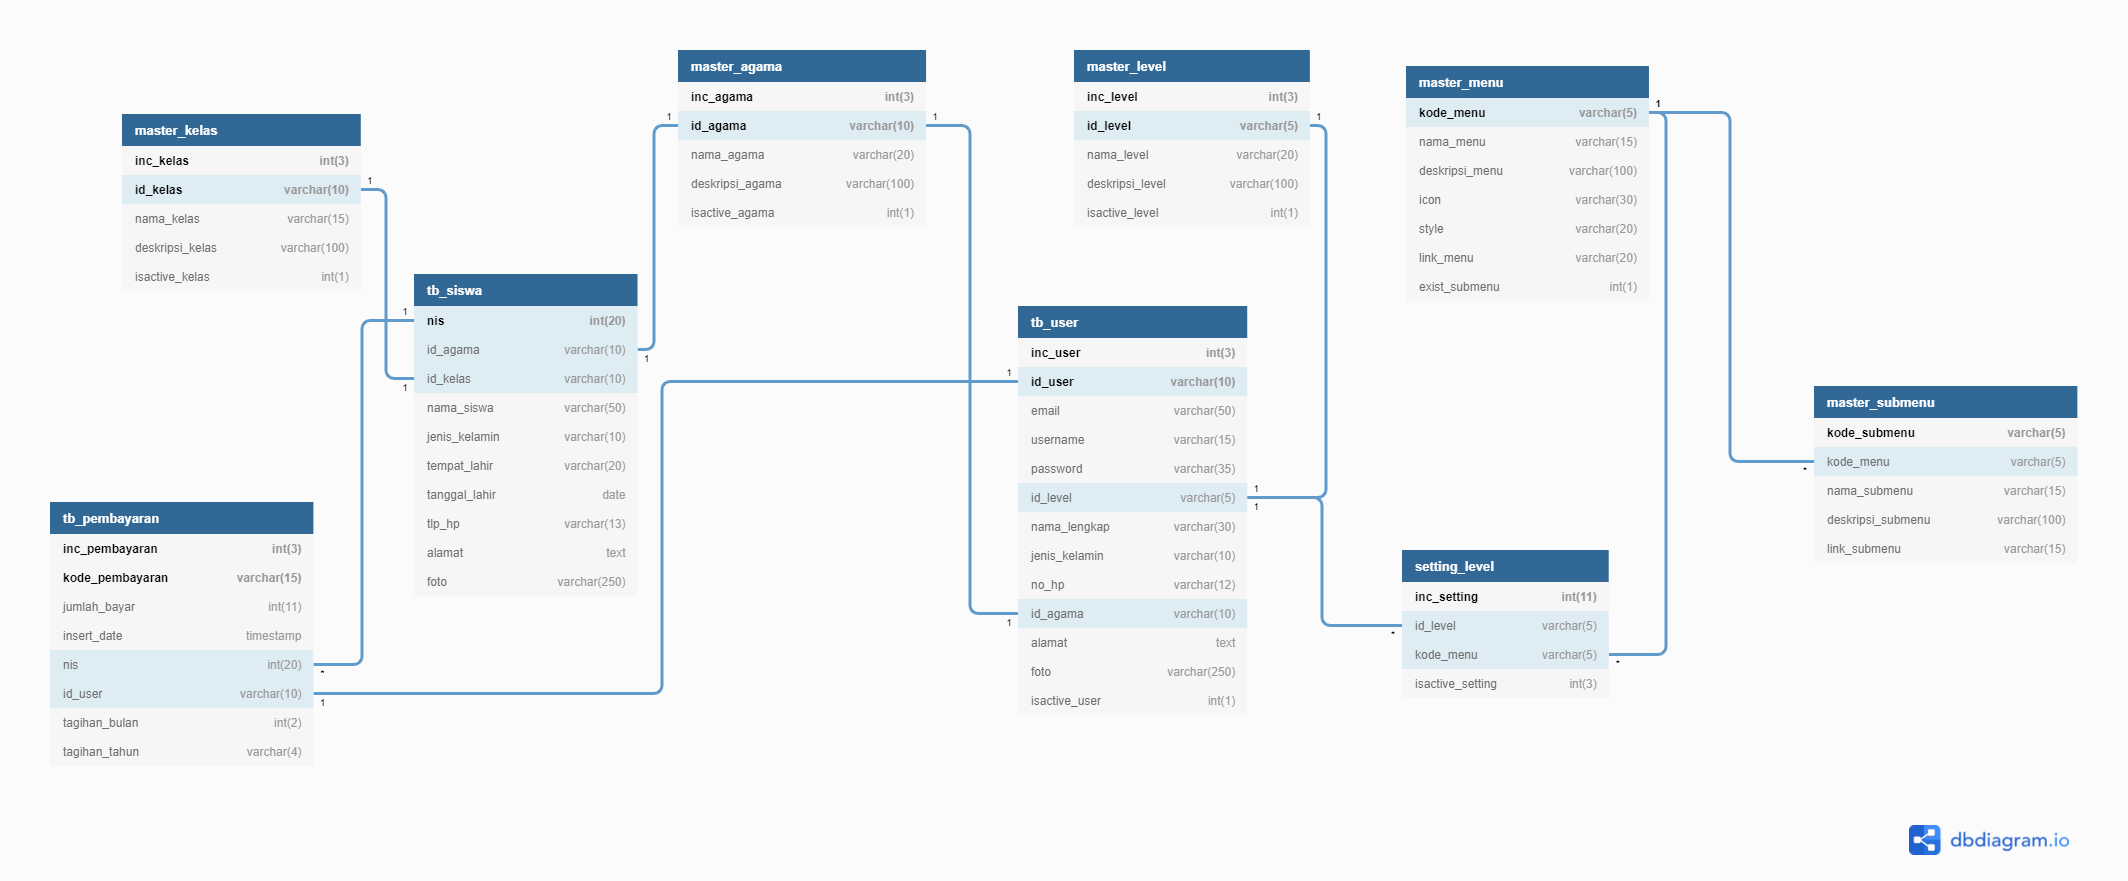 master_kelas
inc_kelas int(3)
id_kelas varchar(10)
nama_kelas varchar(15)
deskripsi_kelas varchar(100)
isactive_kelas int(1)
1
tb_pembayaran
inc_pembayaran int(3)
kode_pembayaran varchar(15)
jumlah_bayar int(11)
insert_date timestamp
nis int(20)
id_user varchar(10)
tagihan_bulan int(2)
tagihan_tahun varchar(4)
*
1
tb_siswa
nis int(20)
id_agama varchar(10)
id_kelas varchar(10)
nama_siswa varchar(50)
jenis_kelamin varchar(10)
tempat_lahir varchar(20)
tanggal_lahir date
tlp_hp varchar(13)
alamat text
foto varchar(250)
1
1
1
master_agama
inc_agama int(3)
id_agama varchar(10)
nama_agama varchar(20)
deskripsi_agama varchar(100)
isactive_agama int(1)
1
1
master_level
inc_level int(3)
id_level varchar(5)
nama_level varchar(20)
deskripsi_level varchar(100)
isactive_level int(1)
1
tb_user
inc_user int(3)
id_user varchar(10)
email varchar(50)
username varchar(15)
password varchar(35)
id_level varchar(5)
nama_lengkap varchar(30)
jenis_kelamin varchar(10)
no_hp varchar(12)
id_agama varchar(10)
alamat text
foto varchar(250)
isactive_user int(1)
1
1
1
1
master_menu
kode_menu varchar(5)
nama_menu varchar(15)
deskripsi_menu varchar(100)
icon varchar(30)
style varchar(20)
link_menu varchar(20)
exist_submenu int(1)
1
setting_level
inc_setting int(11)
id_level varchar(5)
kode_menu varchar(5)
isactive_setting int(3)
*
*
master_submenu
kode_submenu varchar(5)
kode_menu varchar(5)
nama_submenu varchar(15)
deskripsi_submenu varchar(100)
link_submenu varchar(15)
*
dbdiagram.io